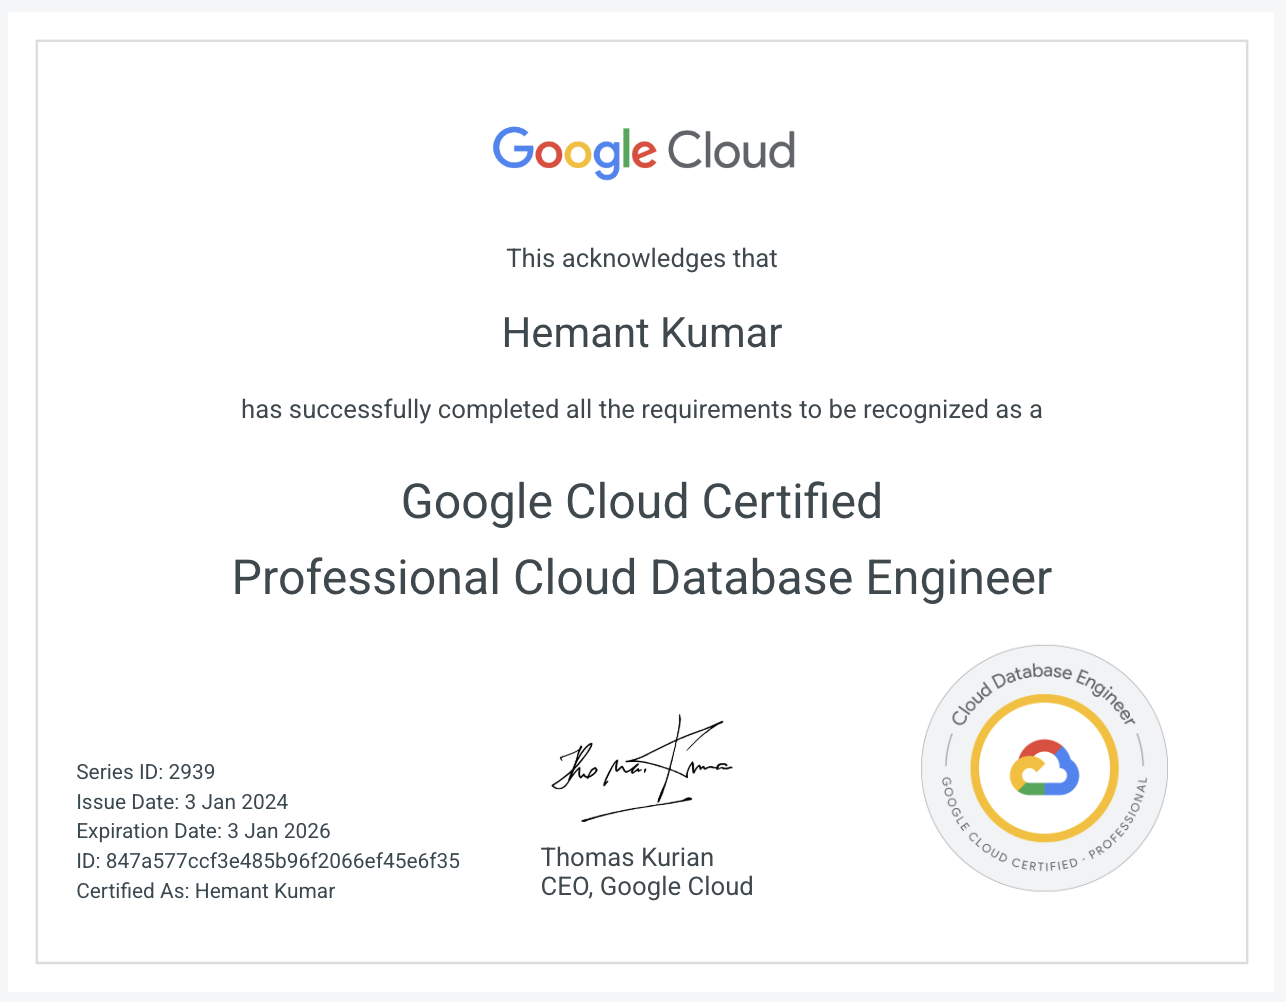 Google Cloud
This acknowledges that
Hemant Kumar
has successfully completed all the requirements to be recognized as a
Google Cloud Certified
Professional Cloud Database Engineer
Series ID: 2939
Issue Date: 3 Jan 2024
Expiration Date: 3 Jan 2026
ID: 847a577ccf3e485b96f2066ef45e6f35
Certified As: Hemant Kumar
Thomas Kurian
Thomas Kurian
CEO, Google Cloud
Cloud Database Engineer
GOOGLE CLOUD CERTIFIED · PROFESSIONAL